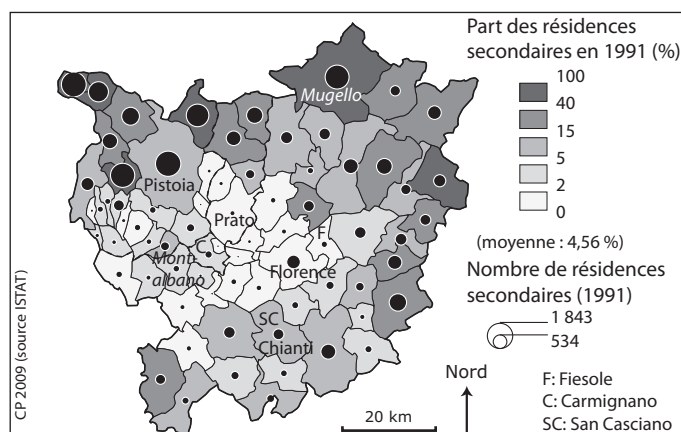 Part des résidences
secondaires en 1991 (%)
100
40
15
5
2
0
(moyenne : 4,56 %)
Nombre de résidences
secondaires (1991)
1 843
534
F: Fiesole
C: Carmignano
SC: San Casciano
Nord
20 km
Mugello
Pistoia
Prato
F
C
Mont-
albano
Florence
SC
Chianti
CP 2009 (source ISTAT)